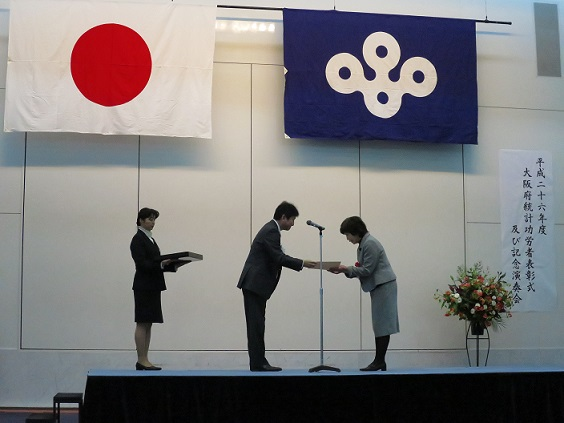 平成二十六年度
大阪府統計功労者表彰式
及び記念演奏会